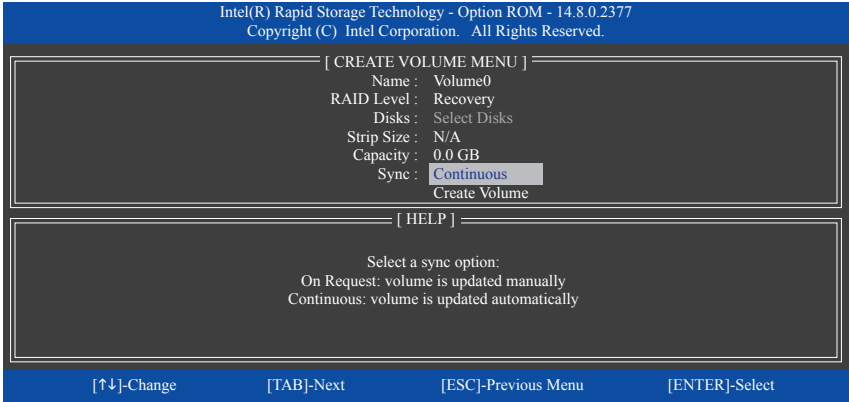 Intel(R) Rapid Storage Technology - Option ROM - 14.8.0.2377
Copyright (C) Intel Corporation. All Rights Reserved.
[ CREATE VOLUME MENU ]
Name : Volume0
RAID Level : Recovery
Disks : Select Disks
Strip Size : N/A
Capacity : 0.0 GB
Sync : Continuous
Create Volume
[ HELP ]
Select a sync option:
On Request: volume is updated manually
Continuous: volume is updated automatically
[↑↓]-Change [TAB]-Next [ESC]-Previous Menu [ENTER]-Select